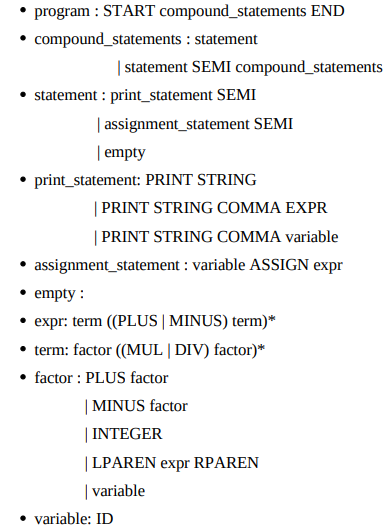 • program : START compound_statements END
• compound_statements : statement
| statement SEMI compound_statements
• statement : print_statement SEMI
| assignment_statement SEMI
| empty
• print_statement: PRINT STRING
| PRINT STRING COMMA EXPR
| PRINT STRING COMMA variable
• assignment_statement : variable ASSIGN expr
• empty :
• expr: term ((PLUS | MINUS) term)*
• term: factor ((MUL | DIV) factor)*
• factor : PLUS factor
| MINUS factor
| INTEGER
| LPAREN expr RPAREN
| variable
• variable: ID